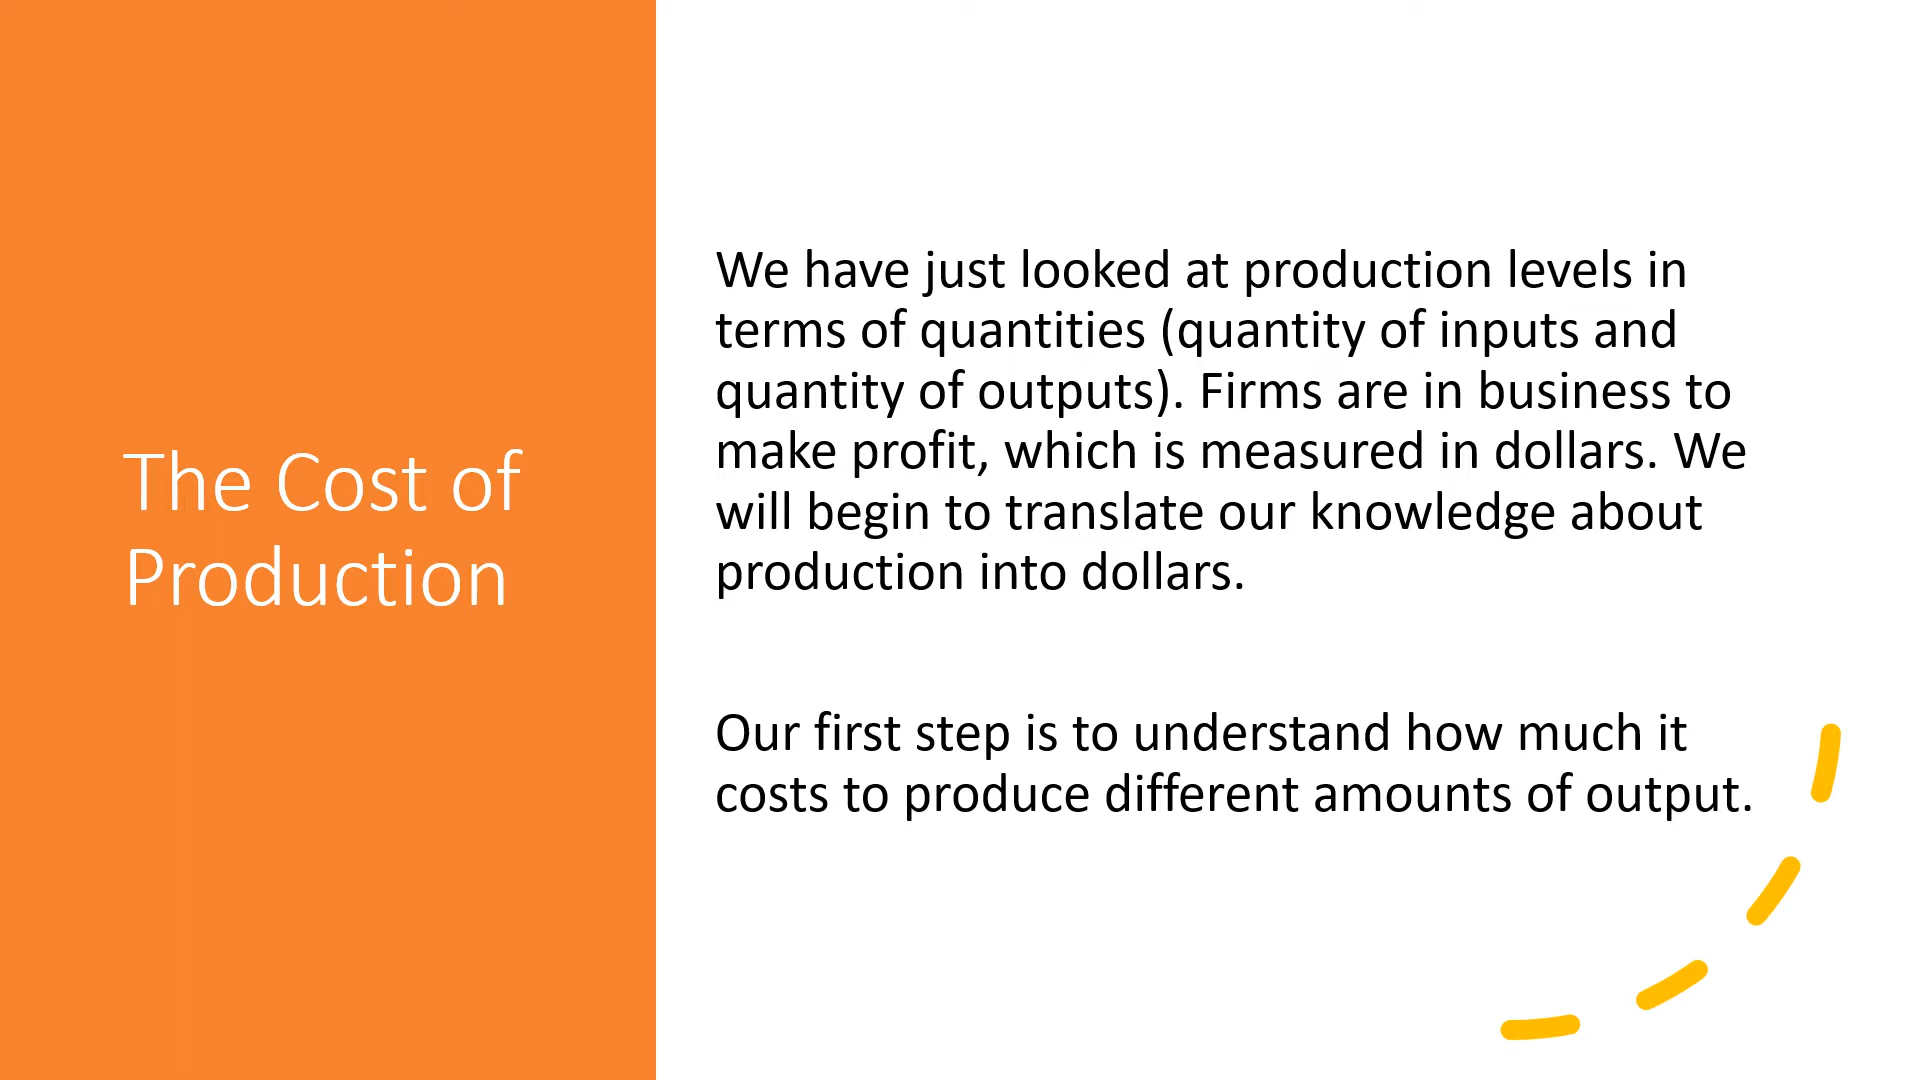 The Cost of
Production
We have just looked at production levels in
terms of quantities (quantity of inputs and
quantity of outputs). Firms are in business to
make profit, which is measured in dollars. We
will begin to translate our knowledge about
production into dollars.
Our first step is to understand how much it
costs to produce different amounts of output.